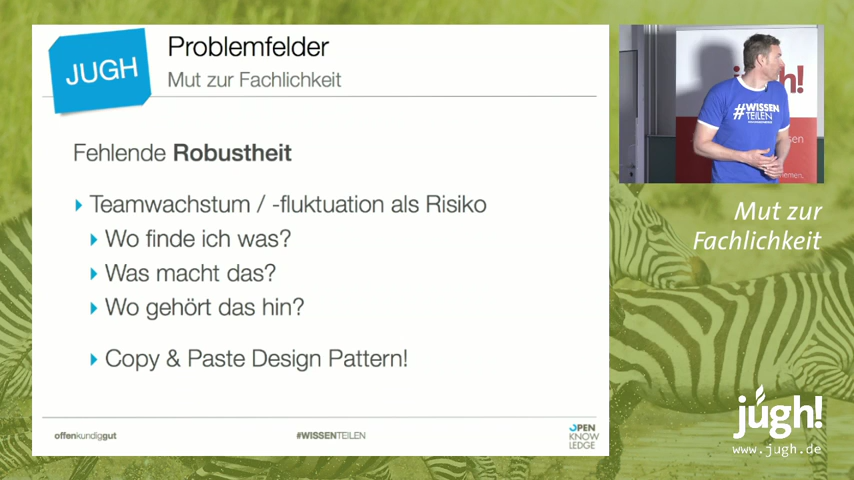 JUGH
Problemfelder
Mut zur Fachlichkeit
Fehlende Robustheit
Teamwachstum / -fluktuation als Risiko
Wo finde ich was?
Was macht das?
Wo gehört das hin?
Copy & Paste Design Pattern!
offenkundiggut
#WISSENTEILEN
OPEN
KNOW
LEDGE
#WISSEN
TEILEN
Mut zur
Fachlichkeit
jugh!
www.jugh.de